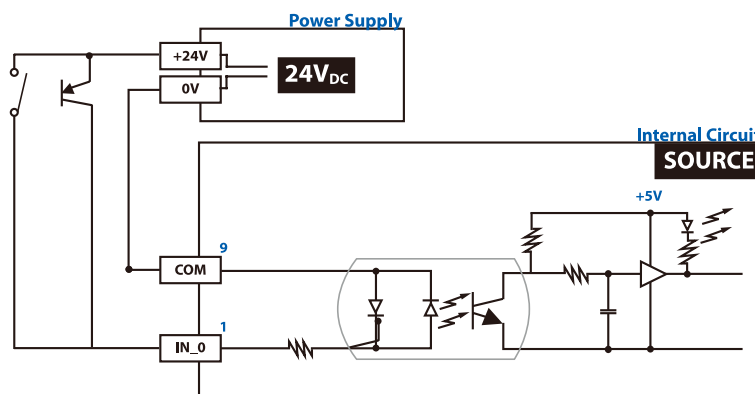 Power Supply
+24V
24VDC
0V
Internal Circuit
SOURCE
+5V
9
COM
1
IN_0